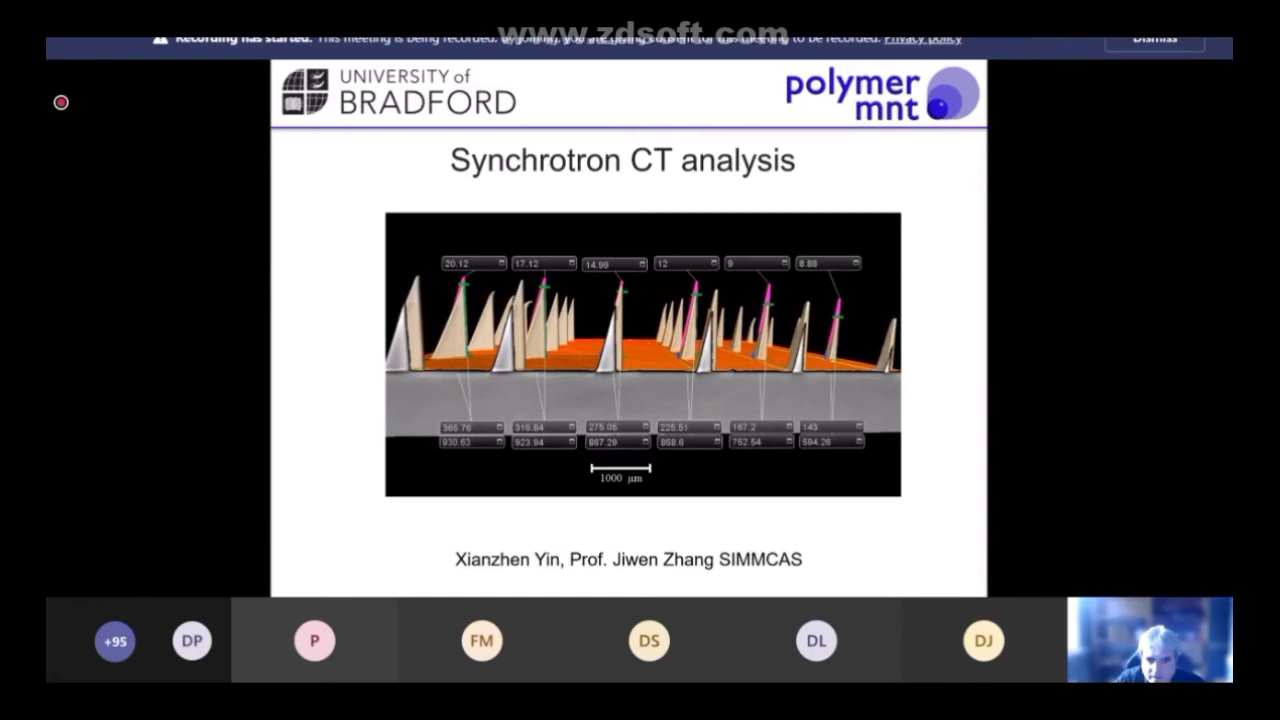 www.zdsoft.com
Recording has started. This meeting is being recorded. By joining, you are giving consent for this meeting to be recorded. Privacy policy
Dismiss
UNIVERSITY of
BRADFORD
polymer
mnt
Synchrotron CT analysis
20.12 17.12 14.99 12 9 8.88
365.76 316.84 275.06 225.51 167.2 143
930.63 923.94 867.29 858.6 752.54 594.26
1000 μm
Xianzhen Yin, Prof. Jiwen Zhang SIMMCAS
+95 DP P FM DS DL DJ